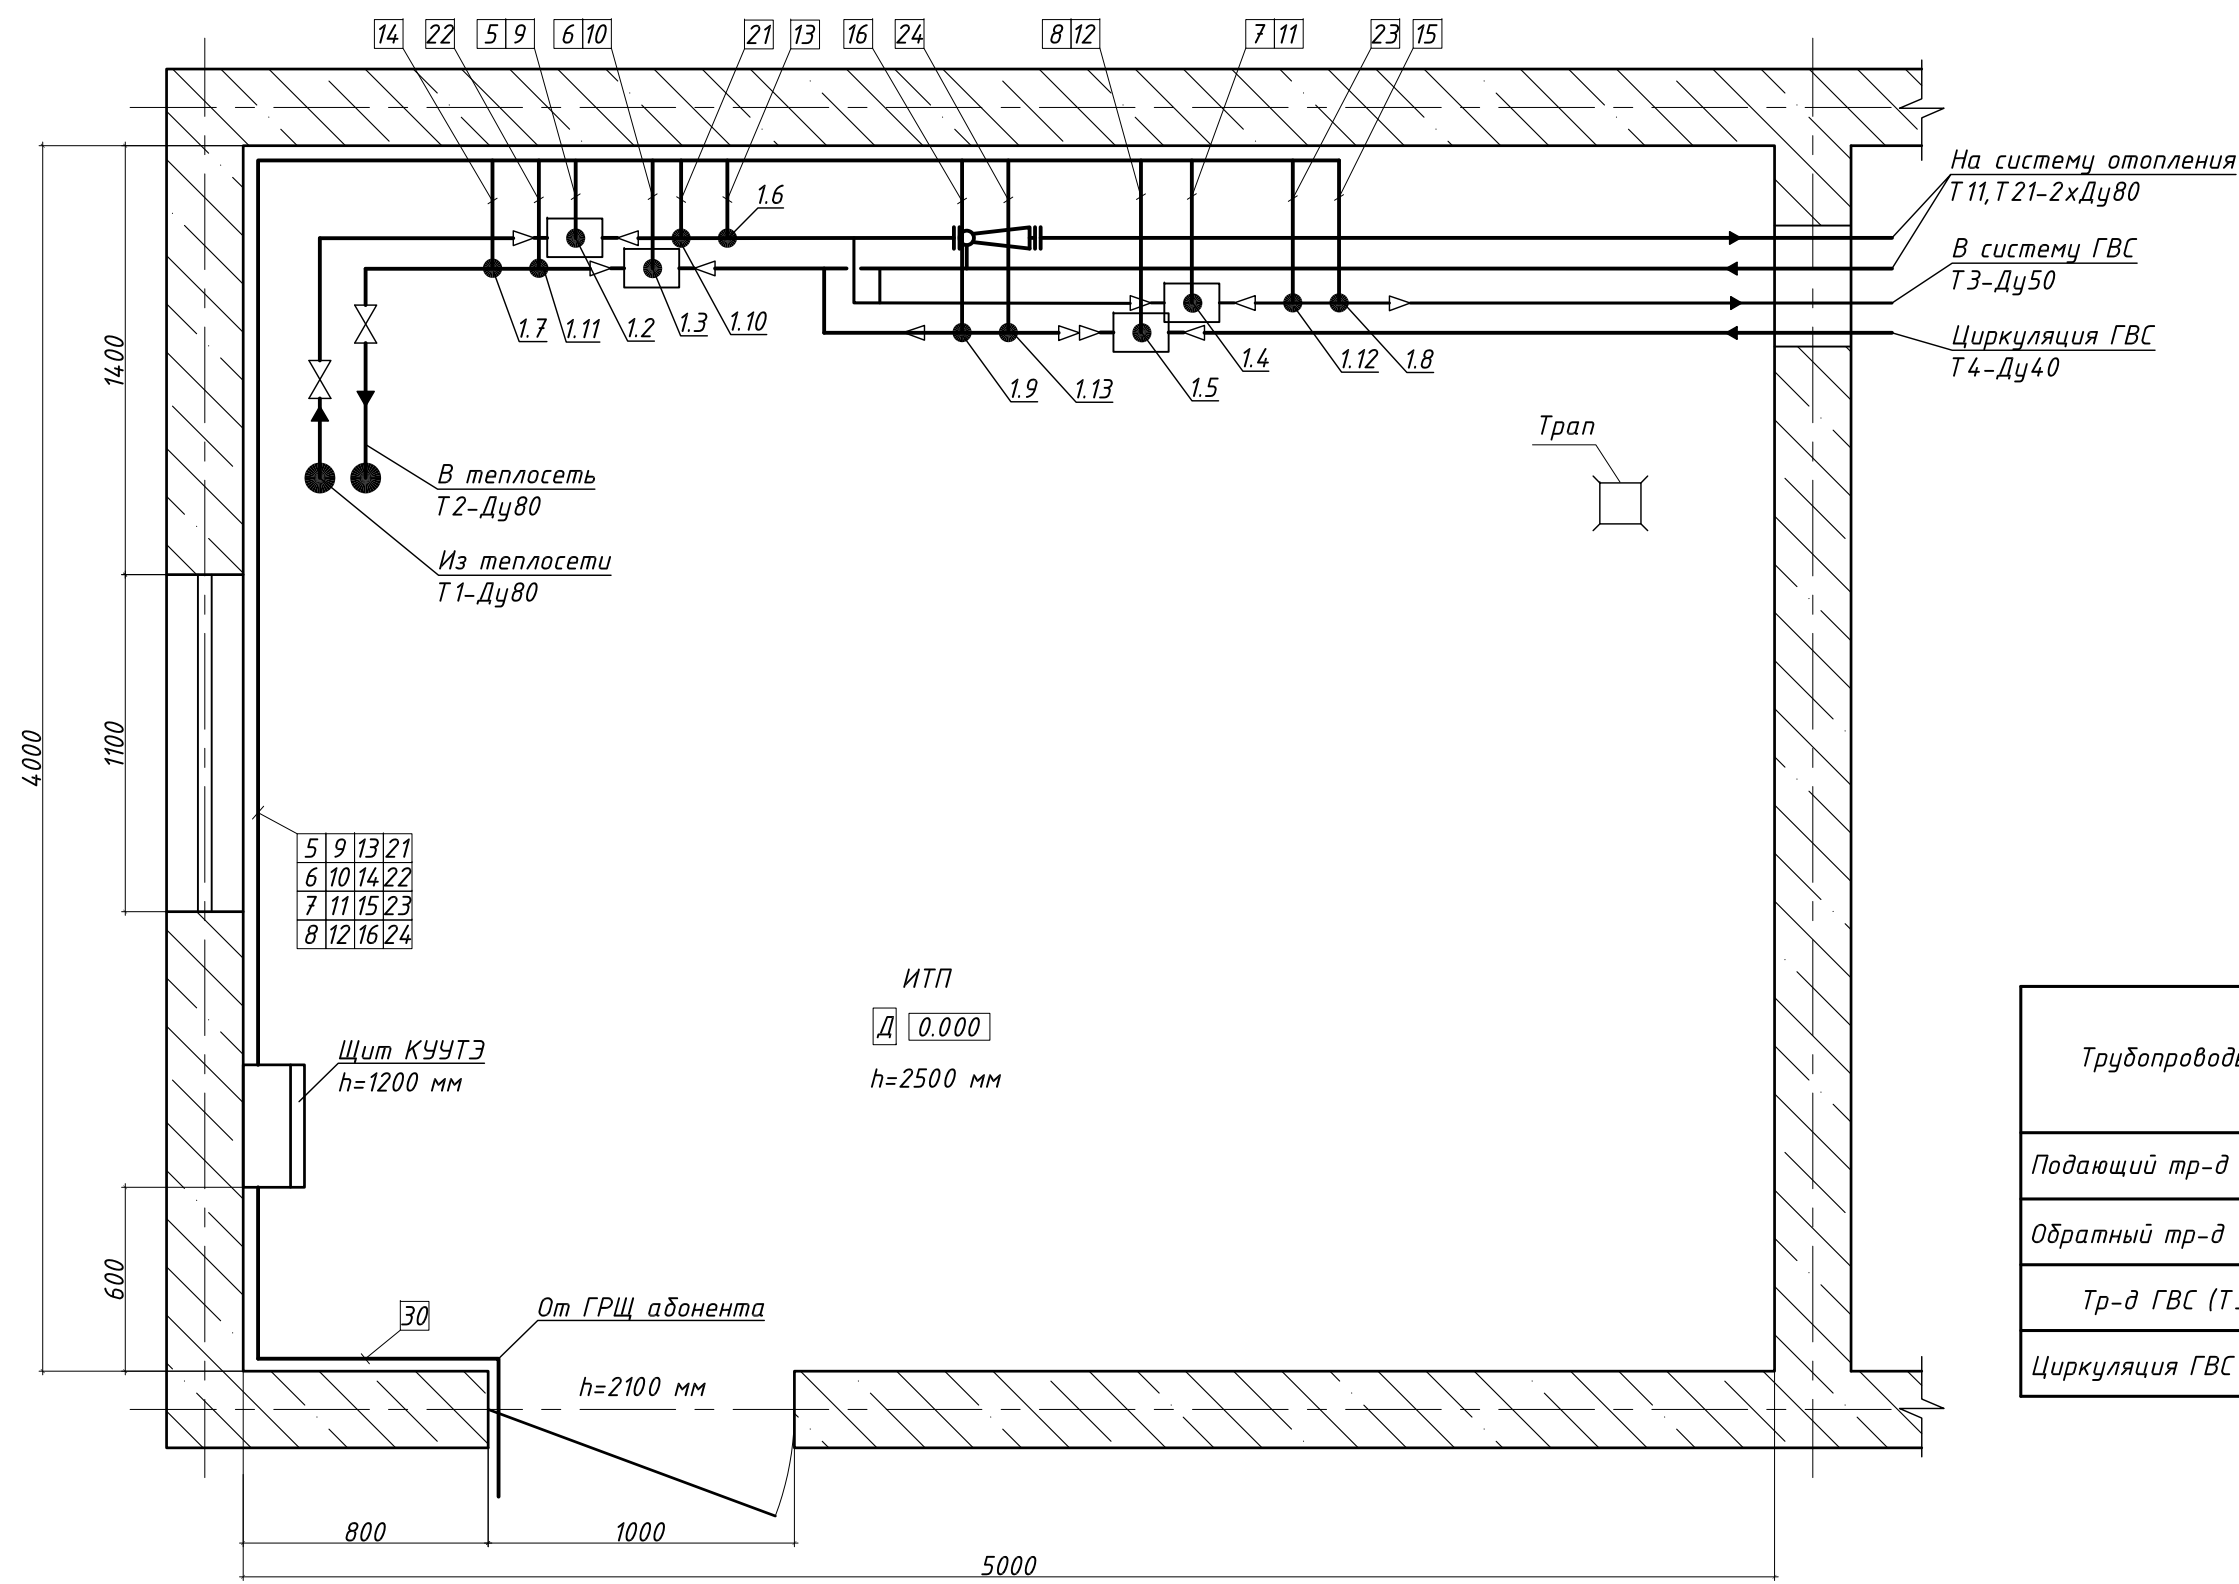 14 22 5 9 6 10 21 13 16 24 8 12 7 11 23 15
На систему отопления
Т11,Т21-2хДу80
1.6
В систему ГВС
Т3-Ду50
1.7 1.11 1.2 1.3 1.10
Циркуляция ГВС
Т4-Ду40
1.4 1.12 1.8
1.9 1.13 1.5
1400
Трап
В теплосеть
Т2-Ду80
Из теплосети
Т1-Ду80
1100
4000
5 9 13 21
6 10 14 22
7 11 15 23
8 12 16 24
ИТП
Д 0.000
h=2500 мм
Щит КУУТЭ
h=1200 мм
Подающий тр-д
Обратный тр-д
Тр-д ГВС
Циркуляция ГВС
600
30
От ГРЩ абонента
h=2100 мм
800 1000
5000